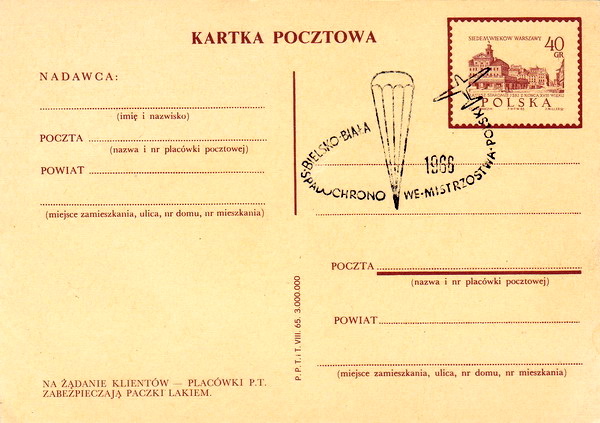 KARTKA POCZTOWA
SIEDEM WIEKÓW WARSZAWY
40
GR
POLSKA
NADAWCA:
(imię i nazwisko)
POCZTA
(nazwa i nr placówki pocztowej)
POWIAT
(miejsce zamieszkania, ulica, nr domu, nr mieszkania)
BIELSKO-BIAŁA
SPADOCHRONOWE-MISTRZOSTWA-POLSKI
1966
POCZTA
(nazwa i nr placówki pocztowej)
POWIAT
(miejsce zamieszkania, ulica, nr domu, nr mieszkania)
P.P.T. i T. VIII. 65. 3.000.000
NA ŻĄDANIE KLIENTÓW — PLACÓWKI P.T.
ZABEZPIECZAJĄ PACZKI LAKIEM.